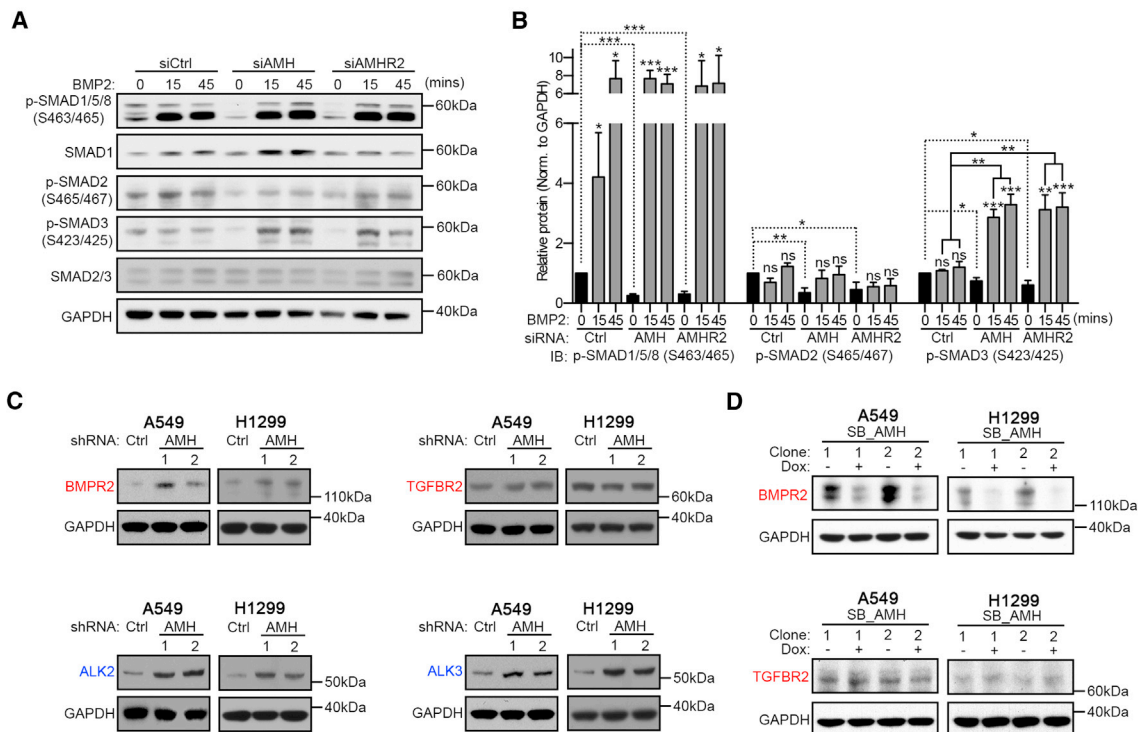 A
siCtrl siAMH siAMHR2
BMP2: 0 15 45 0 15 45 0 15 45 (mins)
p-SMAD1/5/8
(S463/465)
60kDa
SMAD1
60kDa
p-SMAD2
(S465/467)
60kDa
p-SMAD3
(S423/425)
60kDa
SMAD2/3
60kDa
GAPDH
40kDa
B
Relative protein (Norm. to GAPDH)
10
8
6
6
4
2
1
0
*** *** * * *** *** * *
* ** ns ns ns ns ns ns
* ** ** * ns ns *** *** ** ***
BMP2: 0 15 45 0 15 45 0 15 45 0 15 45 0 15 45 0 15 45 0 15 45 0 15 45 0 15 45 (mins)
siRNA: Ctrl AMH AMHR2 Ctrl AMH AMHR2 Ctrl AMH AMHR2
IB: p-SMAD1/5/8 (S463/465) p-SMAD2 (S465/467) p-SMAD3 (S423/425)
C
A549 H1299
shRNA: Ctrl AMH Ctrl AMH
1 2 1 2
BMPR2
110kDa
GAPDH
40kDa
A549 H1299
shRNA: Ctrl AMH Ctrl AMH
1 2 1 2
TGFBR2
60kDa
GAPDH
40kDa
A549 H1299
shRNA: Ctrl AMH Ctrl AMH
1 2 1 2
ALK2
50kDa
GAPDH
40kDa
A549 H1299
shRNA: Ctrl AMH Ctrl AMH
1 2 1 2
ALK3
50kDa
GAPDH
40kDa
D
A549 H1299
SB_AMH SB_AMH
Clone: 1 1 2 2 1 1 2 2
Dox: - + - + - + - +
BMPR2
110kDa
GAPDH
40kDa
A549 H1299
SB_AMH SB_AMH
Clone: 1 1 2 2 1 1 2 2
Dox: - + - + - + - +
TGFBR2
60kDa
GAPDH
40kDa